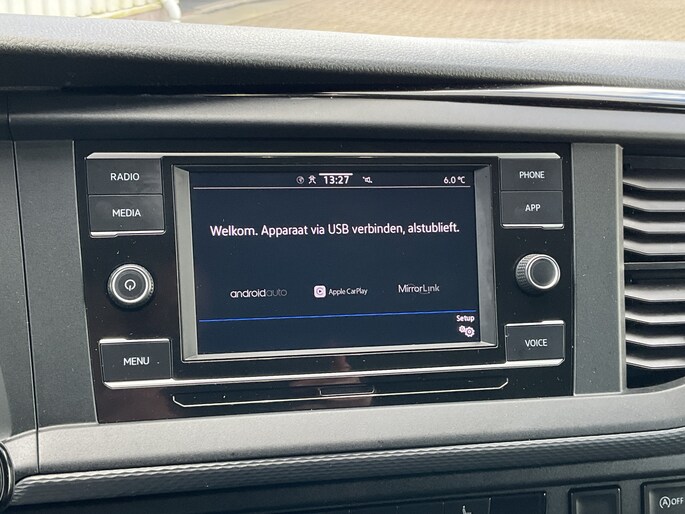 RADIO
MEDIA
MENU
13:27
6.0 °C
Welkom. Apparaat via USB verbinden, alstublieft.
androidauto
Apple CarPlay
MirrorLink
Setup
PHONE
APP
VOICE
A OFF